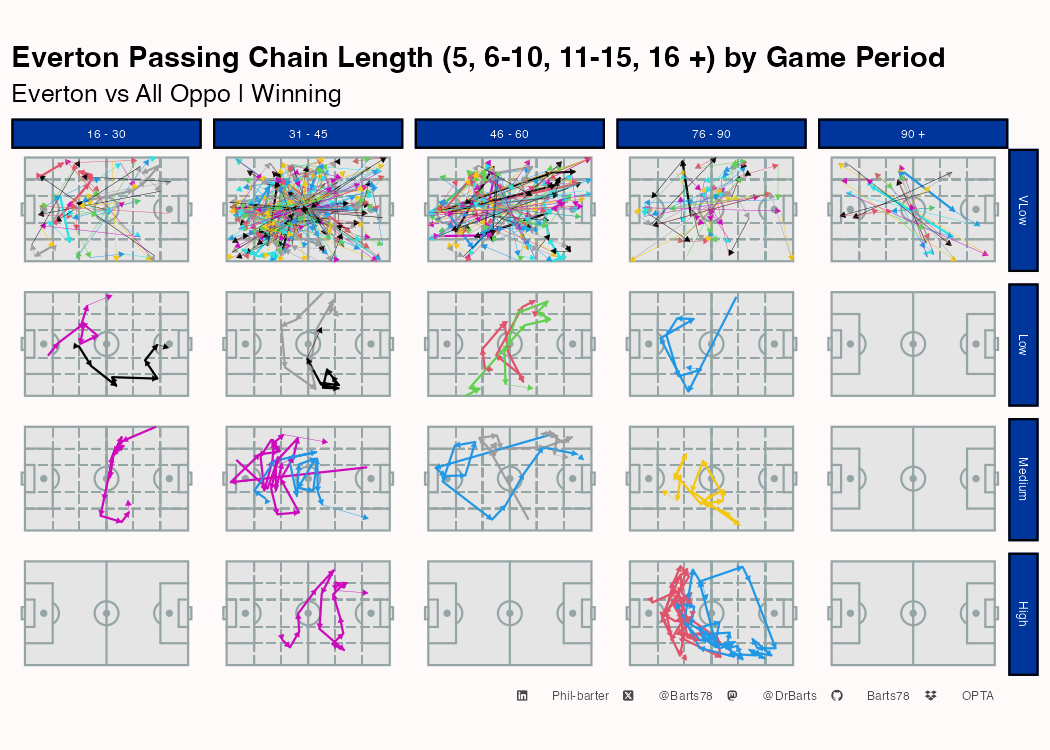 Everton Passing Chain Length (5, 6-10, 11-15, 16 +) by Game Period
Everton vs All Oppo | Winning
16 - 30
31 - 45
46 - 60
76 - 90
90 +
VLow
Low
Medium
High
Phil-barter @Barts78 @DrBarts Barts78 OPTA